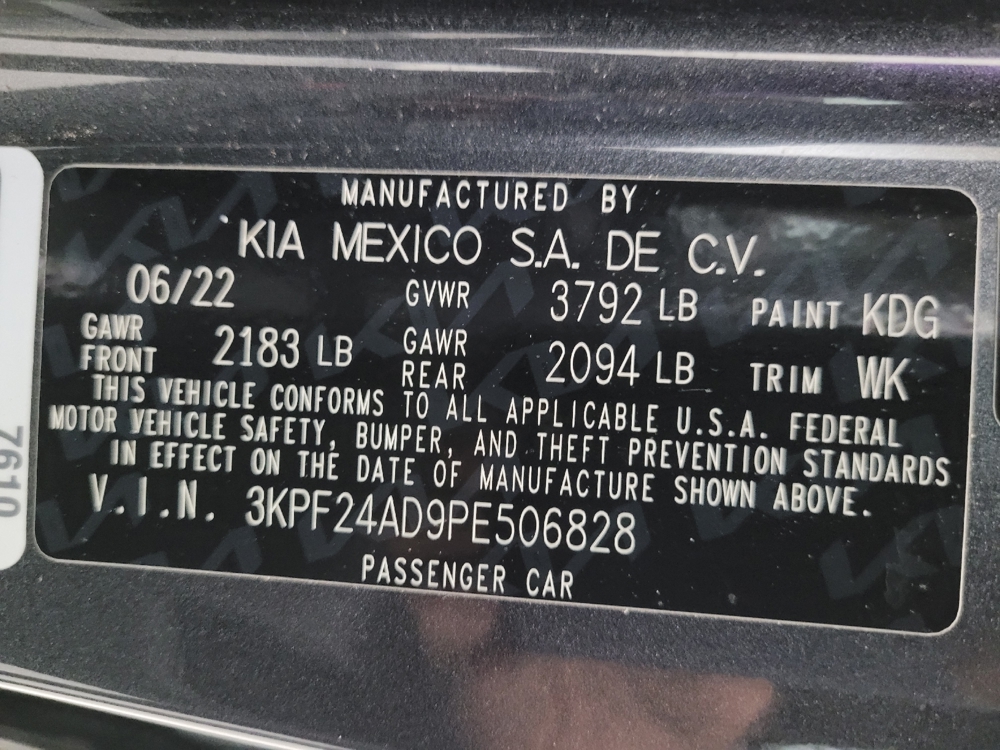 MANUFACTURED BY
KIA MEXICO S.A. DE C.V.
06/22 GVWR 3792 LB PAINT KDG
GAWR FRONT 2183 LB GAWR REAR 2094 LB TRIM WK
THIS VEHICLE CONFORMS TO ALL APPLICABLE U.S.A. FEDERAL
MOTOR VEHICLE SAFETY, BUMPER, AND THEFT PREVENTION STANDARDS
IN EFFECT ON THE DATE OF MANUFACTURE SHOWN ABOVE.
V.I.N. 3KPF24AD9PE506828
PASSENGER CAR
7610